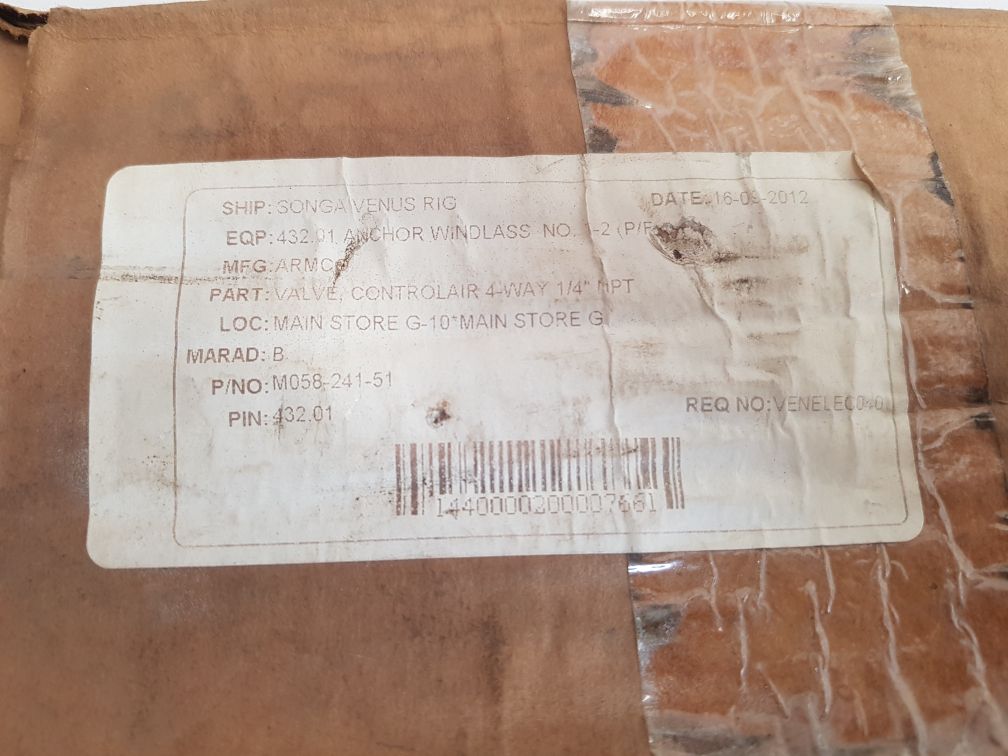 SHIP: SONGA VENUS RIG DATE: 16-09-2012
EQP: 432.01 ANCHOR WINDLASS NO.
MFG: ARMCO
PART: VALVE, CONTROLAIR 4-WAY 1/4" NPT
LOC: MAIN STORE G-10*MAIN STORE G
MARAD: B
P/NO: M058-241-51
PIN: 432.01
REQ NO:
1440000200007661